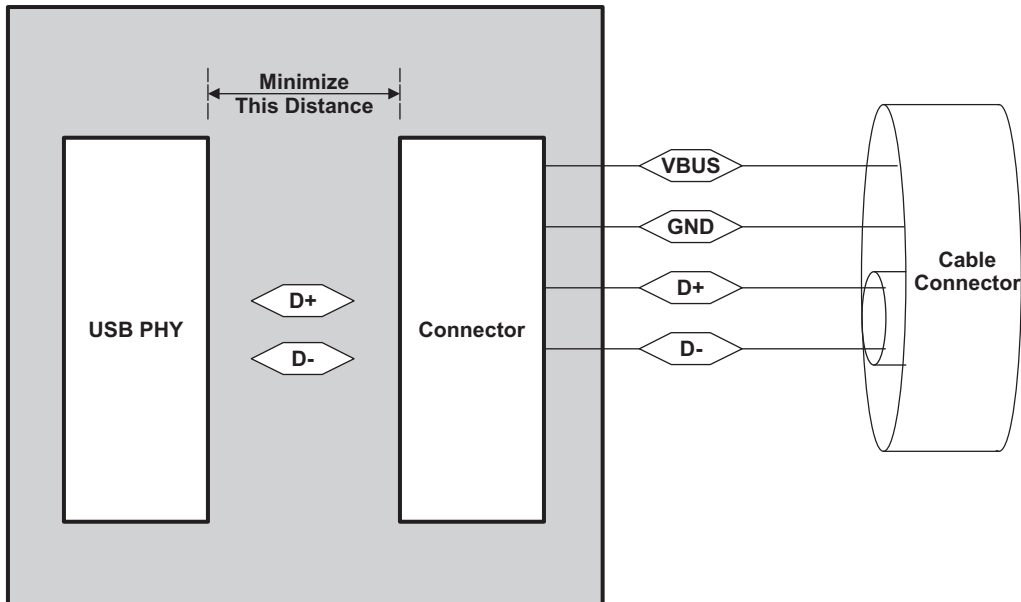 Minimize
This Distance
VBUS
GND
D+
D-
Cable
Connector
USB PHY
D+
D-
Connector